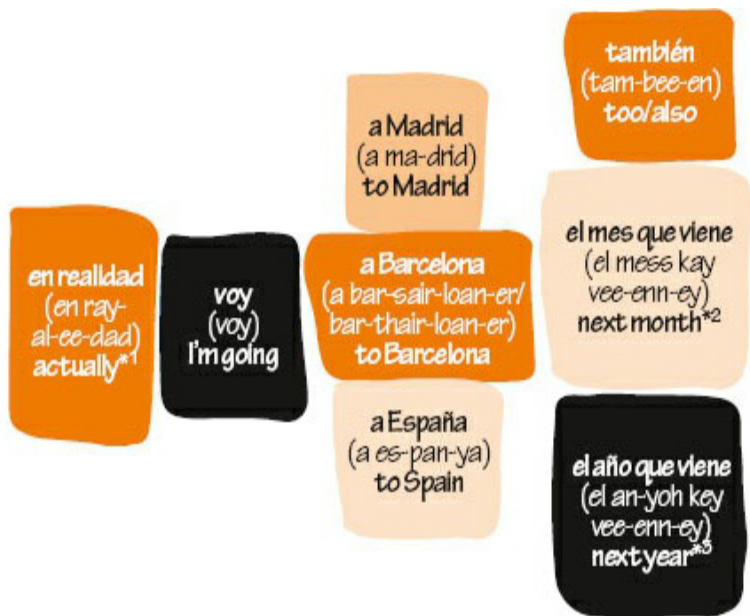 en realidad
(en ray-
al-ee-dad)
actually*1
voy
(voy)
I'm going
a Madrid
(a ma-drid)
to Madrid
a Barcelona
(a bar-sair-loan-er/
bar-thair-loan-er)
to Barcelona
a España
(a es-pan-ya)
to Spain
también
(tam-bee-en)
too/also
el mes que viene
(el mess kay
vee-enn-ey)
next month*2
el año que viene
(el an-yoh key
vee-enn-ey)
next year*3